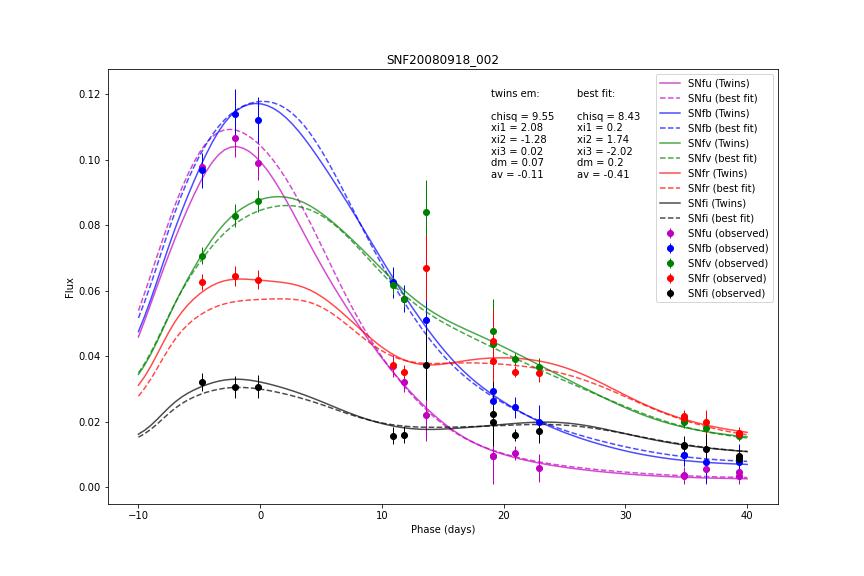 SNF20080918_002
twins em:
chisq = 9.55
xi1 = 2.08
xi2 = -1.28
xi3 = 0.02
dm = 0.07
av = -0.11
best fit:
chisq = 8.43
xi1 = 0.2
xi2 = 1.74
xi3 = -2.02
dm = 0.2
av = -0.41
SNfu (Twins)
SNfu (best fit)
SNfb (Twins)
SNfb (best fit)
SNfv (Twins)
SNfv (best fit)
SNfr (Twins)
SNfr (best fit)
SNfi (Twins)
SNfi (best fit)
SNfu (observed)
SNfb (observed)
SNfv (observed)
SNfr (observed)
SNfi (observed)
Flux
0.12
0.10
0.08
0.06
0.04
0.02
0.00
−10
0
10
20
30
40
Phase (days)